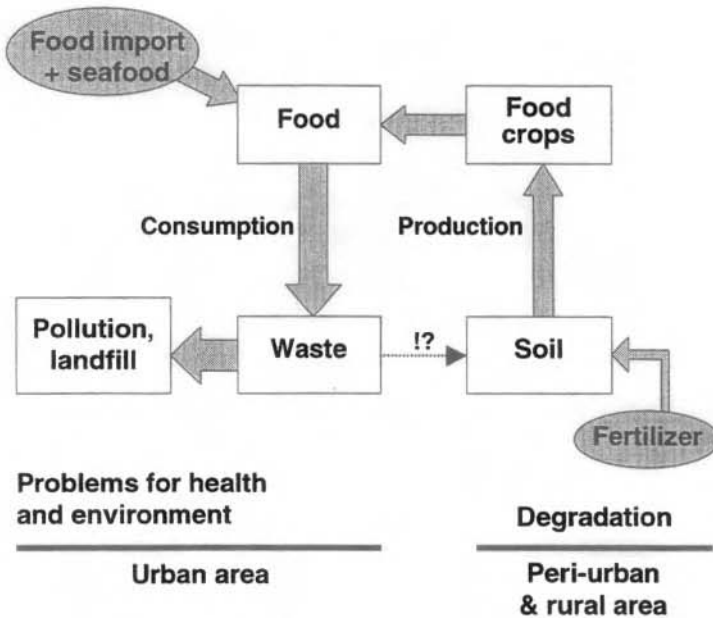 Food import
+ seafood
Food
Food
crops
Consumption
Production
Pollution,
landfill
Waste
!?
Soil
Fertilizer
Problems for health
and environment
Degradation
Urban area
Peri-urban
& rural area